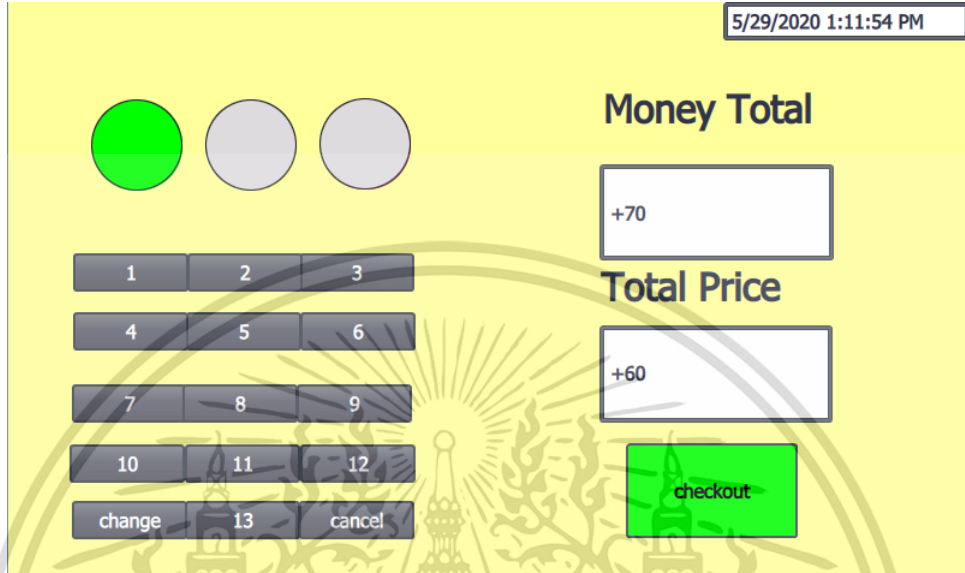 5/29/2020 1:11:54 PM
Money Total
+70
Total Price
+60
checkout
1 2 3
4 5 6
7 8 9
10 11 12
change 13 cancel